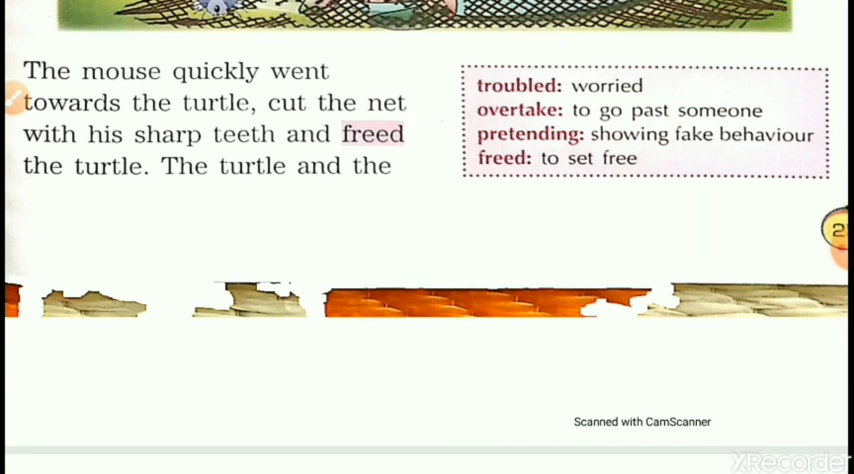 The mouse quickly went
towards the turtle, cut the net
with his sharp teeth and freed
the turtle. The turtle and the
troubled: worried
overtake: to go past someone
pretending: showing fake behaviour
freed: to set free
Scanned with CamScanner
XRecorder